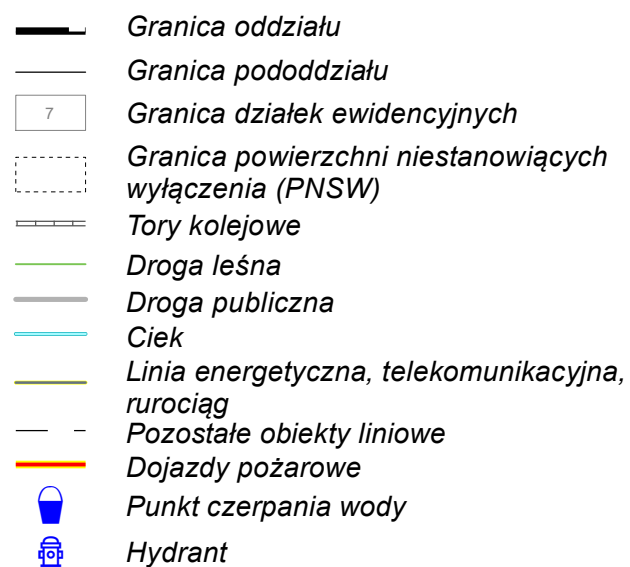 Granica oddziału
Granica pododdziału
7
Granica działek ewidencyjnych
Granica powierzchni niestanowiących
wyłączenia (PNSW)
Tory kolejowe
Droga leśna
Droga publiczna
Ciek
Linia energetyczna, telekomunikacyjna,
rurociąg
Pozostałe obiekty liniowe
Dojazdy pożarowe
Punkt czerpania wody
Hydrant